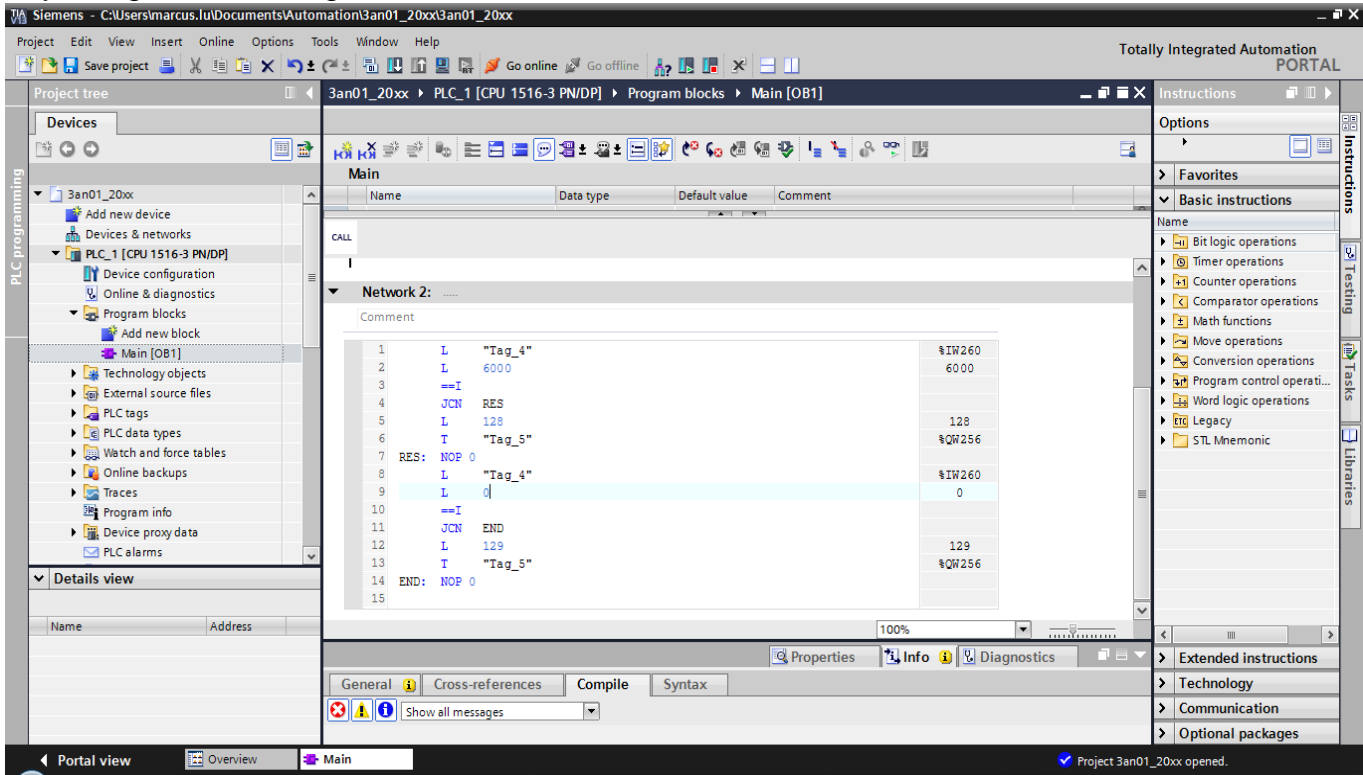 Siemens - C:\Users\marcus.lu\Documents\Automation\3an01_20xx\3an01_20xx
Project Edit View Insert Online Options Tools Window Help
Totally Integrated Automation
PORTAL
Save project Go online Go offline
Project tree
3an01_20xx PLC_1 [CPU 1516-3 PN/DP] Program blocks Main [OB1]
Instructions
Devices
Options
Main
Name Data type Default value Comment
PLC programming
3an01_20xx
Add new device
Devices & networks
PLC_1 [CPU 1516-3 PN/DP]
Device configuration
Online & diagnostics
Program blocks
Add new block
Main [OB1]
Technology objects
External source files
PLC tags
PLC data types
Watch and force tables
Online backups
Traces
Program info
Device proxy data
PLC alarms
Details view
Name Address
CALL
Network 2: .....
Comment
1 L "Tag_4" %IW260
2 L 6000 6000
3 ==I
4 JCN RES
5 L 128 128
6 T "Tag_5" %QW256
7 RES: NOP 0
8 L "Tag_4" %IW260
9 L 0 0
10 ==I
11 JCN END
12 L 129 129
13 T "Tag_5" %QW256
14 END: NOP 0
15
100%
Properties Info Diagnostics
General Cross-references Compile Syntax
Show all messages
Favorites
Basic instructions
Name
Bit logic operations
Timer operations
Counter operations
Comparator operations
Math functions
Move operations
Conversion operations
Program control operati...
Word logic operations
Legacy
STL Mnemonic
Extended instructions
Technology
Communication
Optional packages
Instructions
Testing
Tasks
Libraries
Portal view Overview Main
Project 3an01_20xx opened.